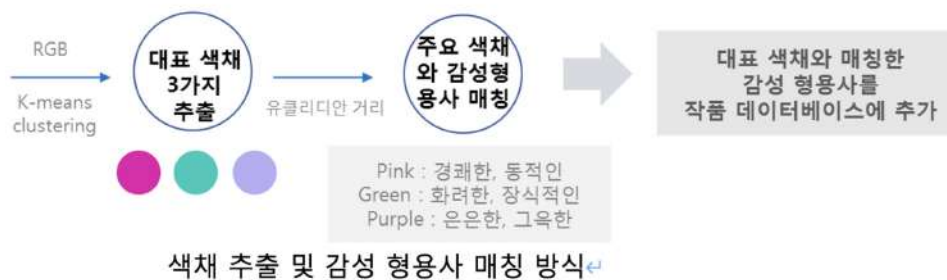 RGB
K-means
clustering
대표 색채
3가지
추출
유클리디안 거리
주요 색채
와 감성형
용사 매칭
Pink : 경쾌한, 동적인
Green : 화려한, 장식적인
Purple : 은은한, 그윽한
대표 색채와 매칭한
감성 형용사를
작품 데이터베이스에 추가
색채 추출 및 감성 형용사 매칭 방식↵